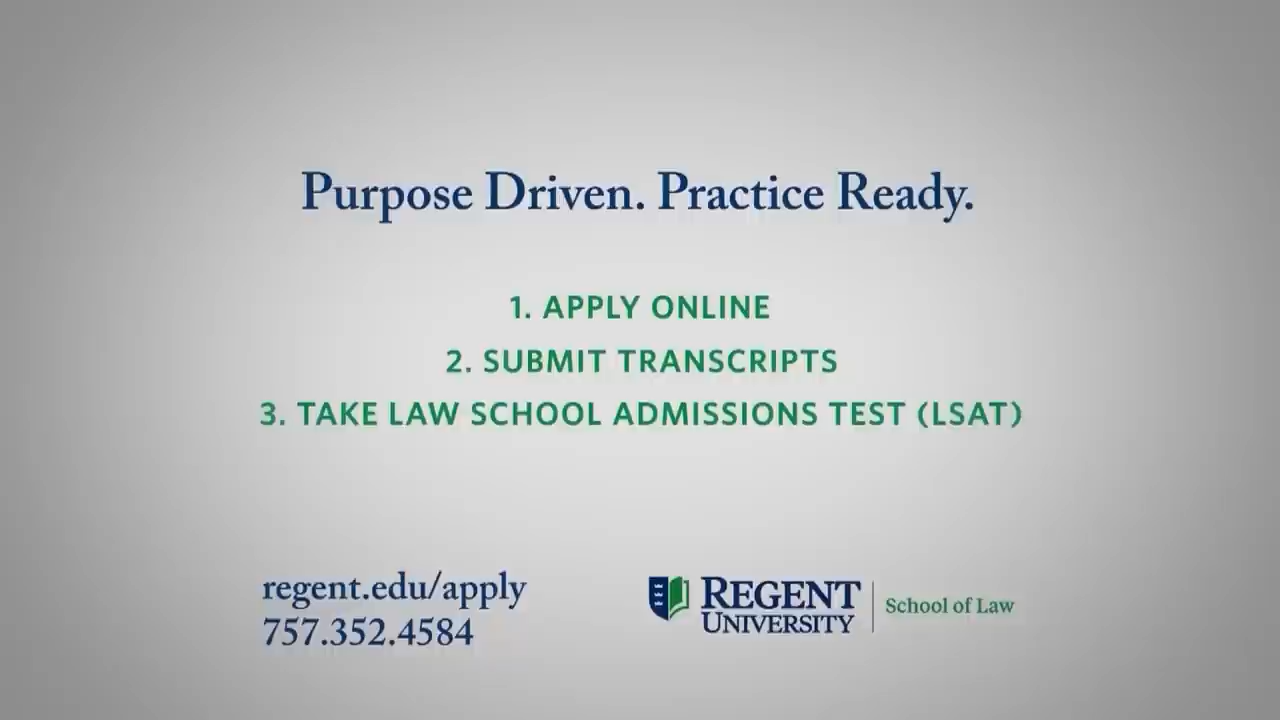 Purpose Driven. Practice Ready.
1. APPLY ONLINE
2. SUBMIT TRANSCRIPTS
3. TAKE LAW SCHOOL ADMISSIONS TEST (LSAT)
regent.edu/apply
757.352.4584
REGENT
UNIVERSITY
School of Law